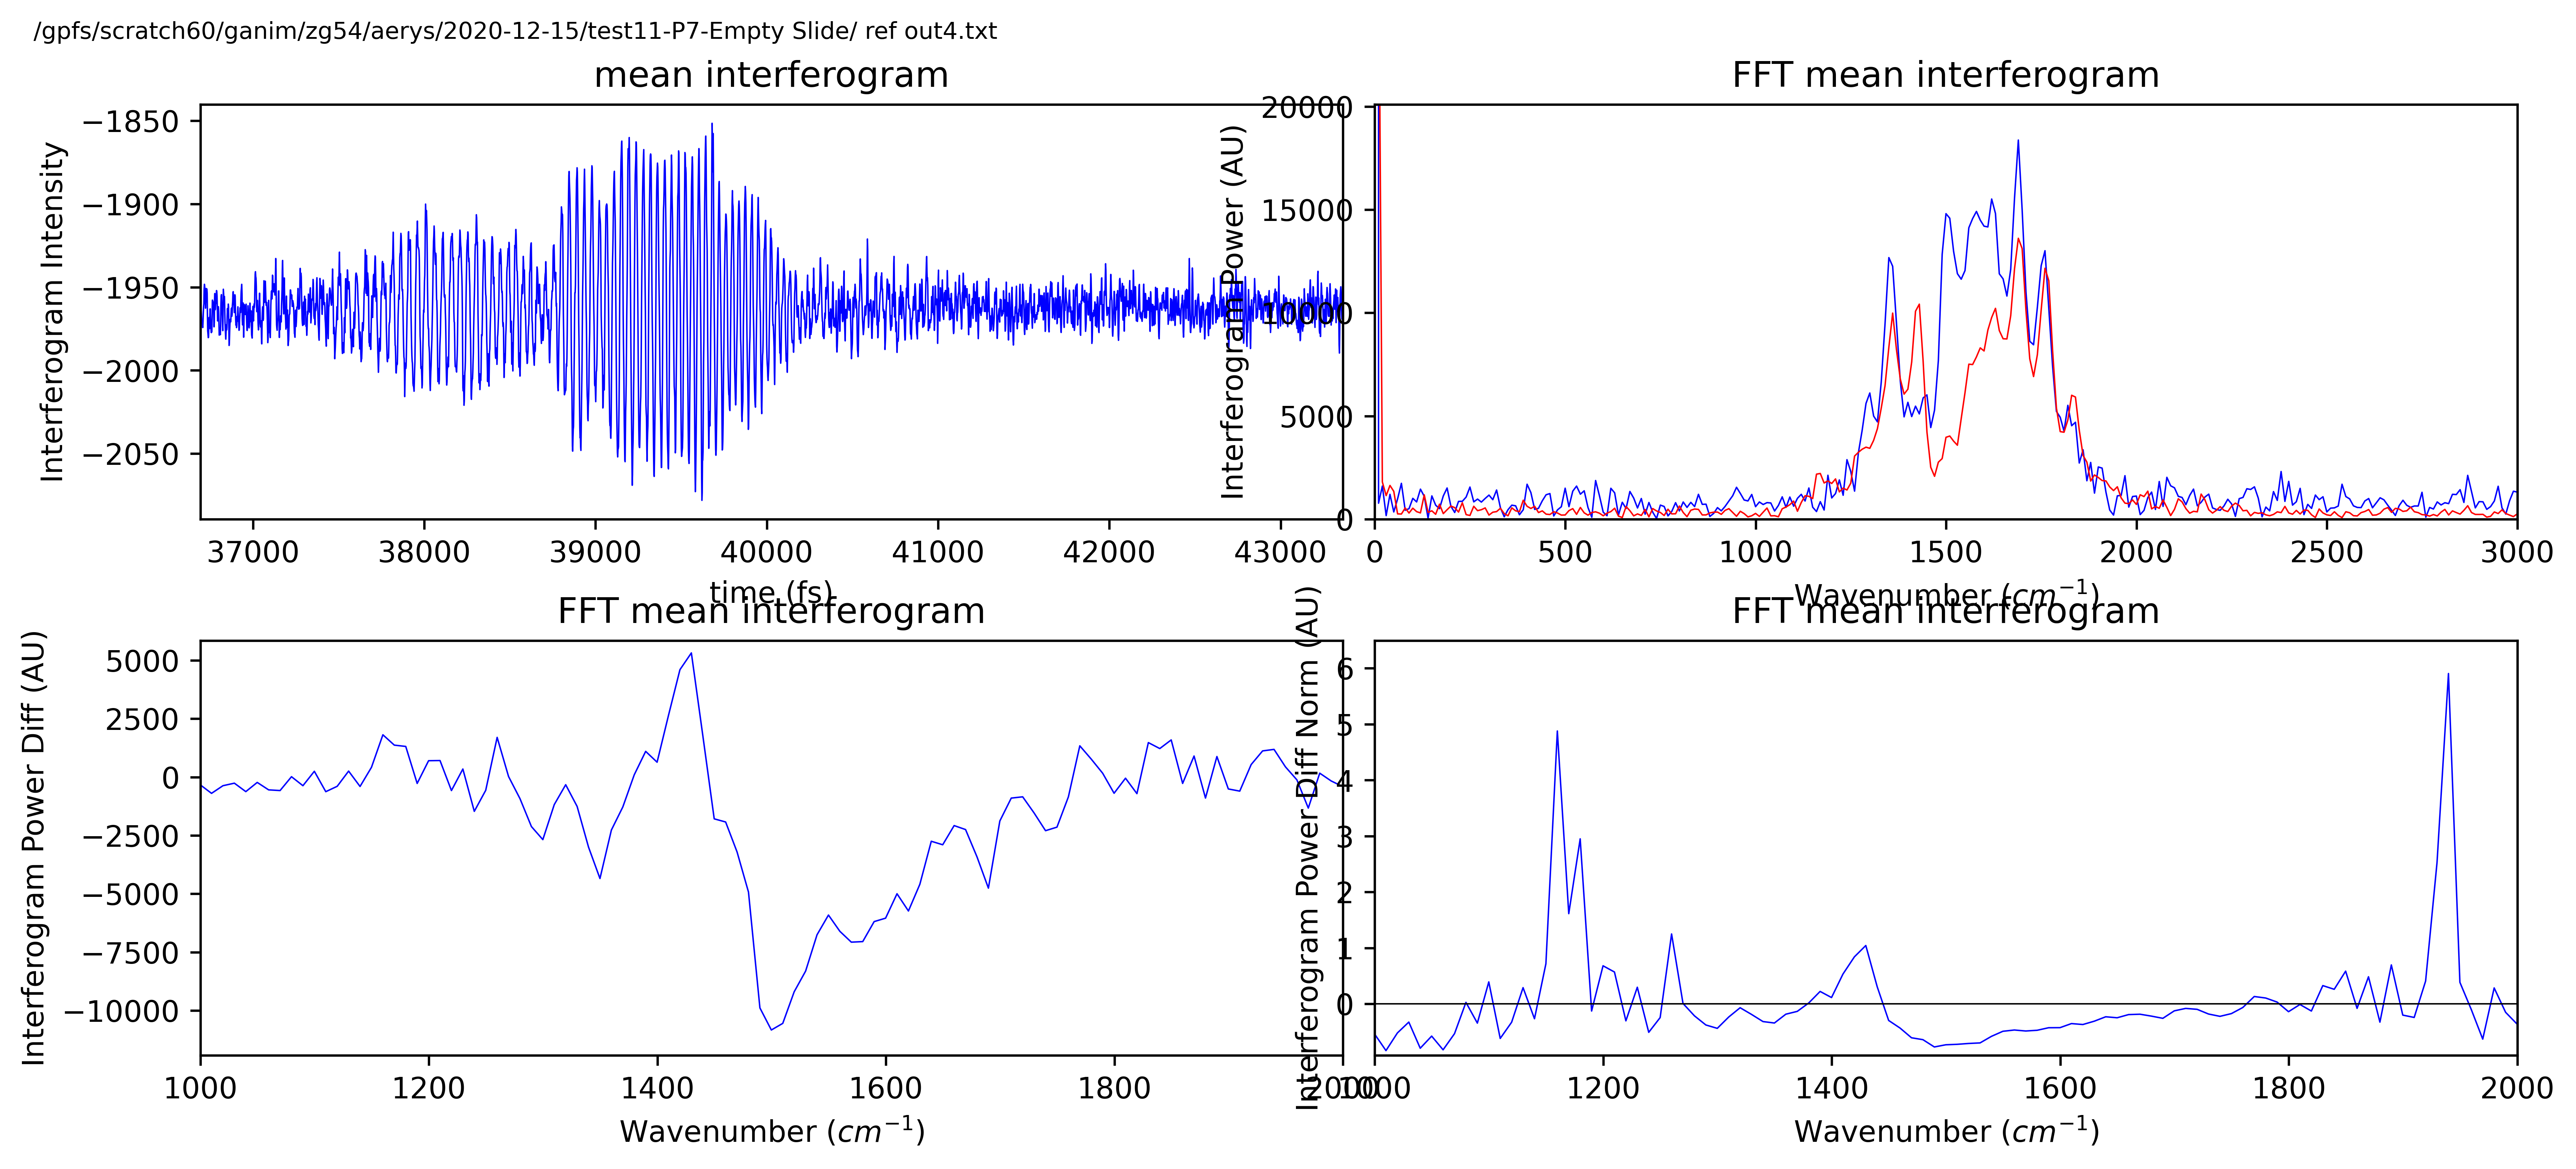 /gpfs/scratch60/ganim/zg54/aerys/2020-12-15/test11-P7-Empty Slide/ ref out4.txt
mean interferogram
Interferogram Intensity
−1850
−1900
−1950
−2000
−2050
37000 38000 39000 40000 41000 42000 43000
time (fs)
FFT mean interferogram
Interferogram Power (AU)
20000
15000
10000
5000
0
0 500 1000 1500 2000 2500 3000
Wavenumber (cm⁻¹)
FFT mean interferogram
Interferogram Power Diff (AU)
5000
2500
0
−2500
−5000
−7500
−10000
1000 1200 1400 1600 1800 2000
Wavenumber (cm⁻¹)
FFT mean interferogram
Interferogram Power Diff Norm (AU)
6
5
4
3
2
1
0
1000 1200 1400 1600 1800 2000
Wavenumber (cm⁻¹)